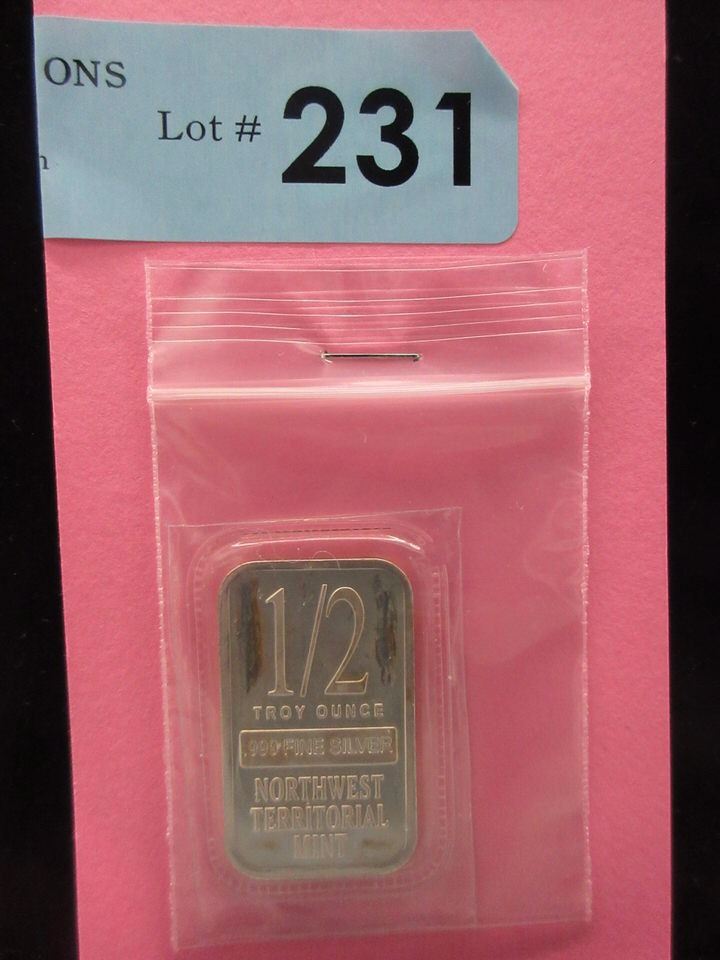 ONS
Lot # 231
1/2
TROY OUNCE
.999 FINE SILVER
NORTHWEST
TERRITORIAL
MINT